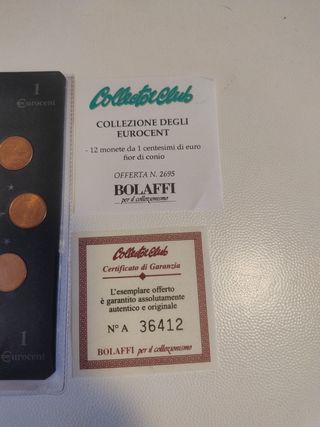 1
Eurocent
Collector Club
COLLEZIONE DEGLI
EUROCENT
- 12 monete da 1 centesimi di euro
fior di conio
OFFERTA N. 2695
BOLAFFI
per il collezionismo
Collector Club
Certificato di Garanzia
L'esemplare offerto
è garantito assolutamente
autentico e originale
N° A 36412
BOLAFFI per il collezionismo
1
Eurocent